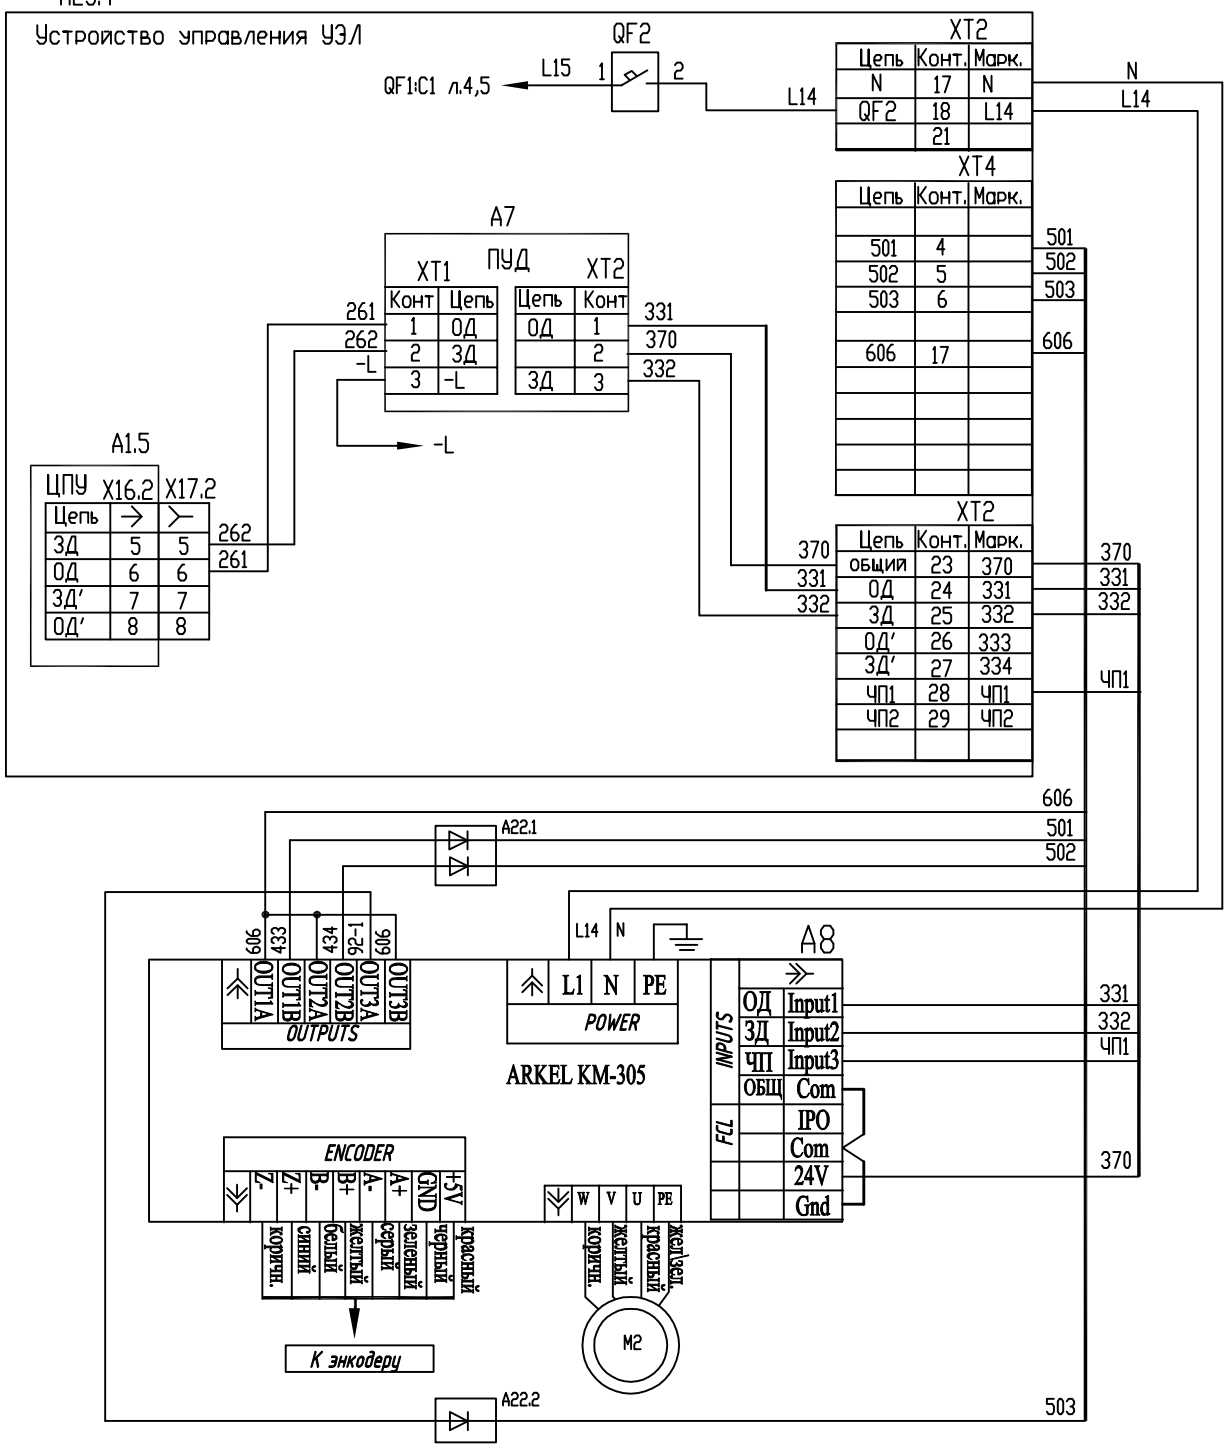 Устройство управления УЭЛ
QF2
XT2
QF1:C1 л.4,5
L15
1
2
L14
Цепь Конт. Марк.
N 17 N
QF2 18 L14
21
N
L14
XT4
Цепь Конт. Марк.
501 4
502 5
503 6
606 17
501
502
503
606
A7
ПУД
XT1
XT2
Конт Цепь
1 ОД
2 ЗД
3 -L
Цепь Конт
ОД 1
2
ЗД 3
261
262
-L
331
370
332
-L
A1.5
ЦПУ X16.2 X17.2
Цепь
ЗД 5 5
ОД 6 6
ЗД' 7 7
ОД' 8 8
262
261
XT2
370
331
332
Цепь Конт. Марк.
общий 23 370
ОД 24 331
ЗД 25 332
ОД' 26 333
ЗД' 27 334
ЧП1 28 ЧП1
ЧП2 29 ЧП2
370
331
332
ЧП1
606
501
502
A22.1
606
433
434
92-1
606
L14 N
A8
OUT1A
OUT1B
OUT2A
OUT2B
OUT3A
OUT3B
OUTPUTS
L1 N PE
POWER
ARKEL KM-305
INPUTS
ОД Input1
ЗД Input2
ЧП Input3
ОБЩ Com
FCL
IPO
Com
24V
Gnd
331
332
ЧП1
370
ENCODER
Z-
Z+
B-
B+
A-
A+
GND
+5V
коричн.
синий
белый
желтый
серый
зеленый
черный
красный
К энкодеру
W V U PE
коричн.
желтый
красный
жел\зел.
M2
A22.2
503